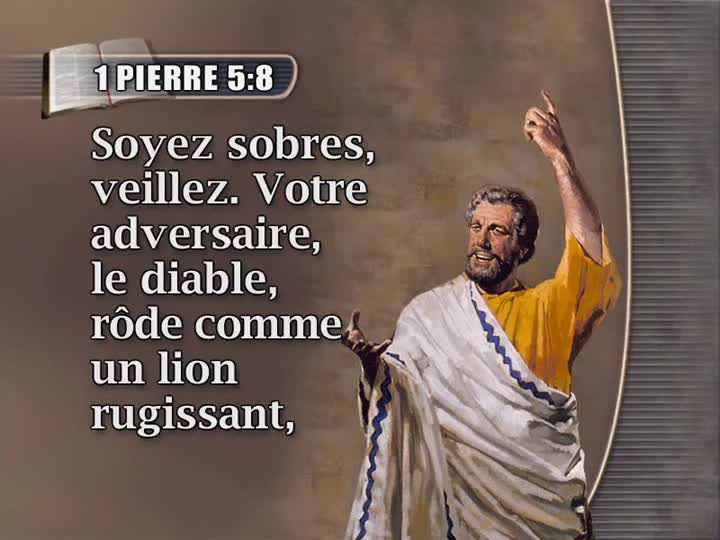 1 PIERRE 5:8
Soyez sobres,
veillez. Votre
adversaire,
le diable,
rôde comme
un lion
rugissant,